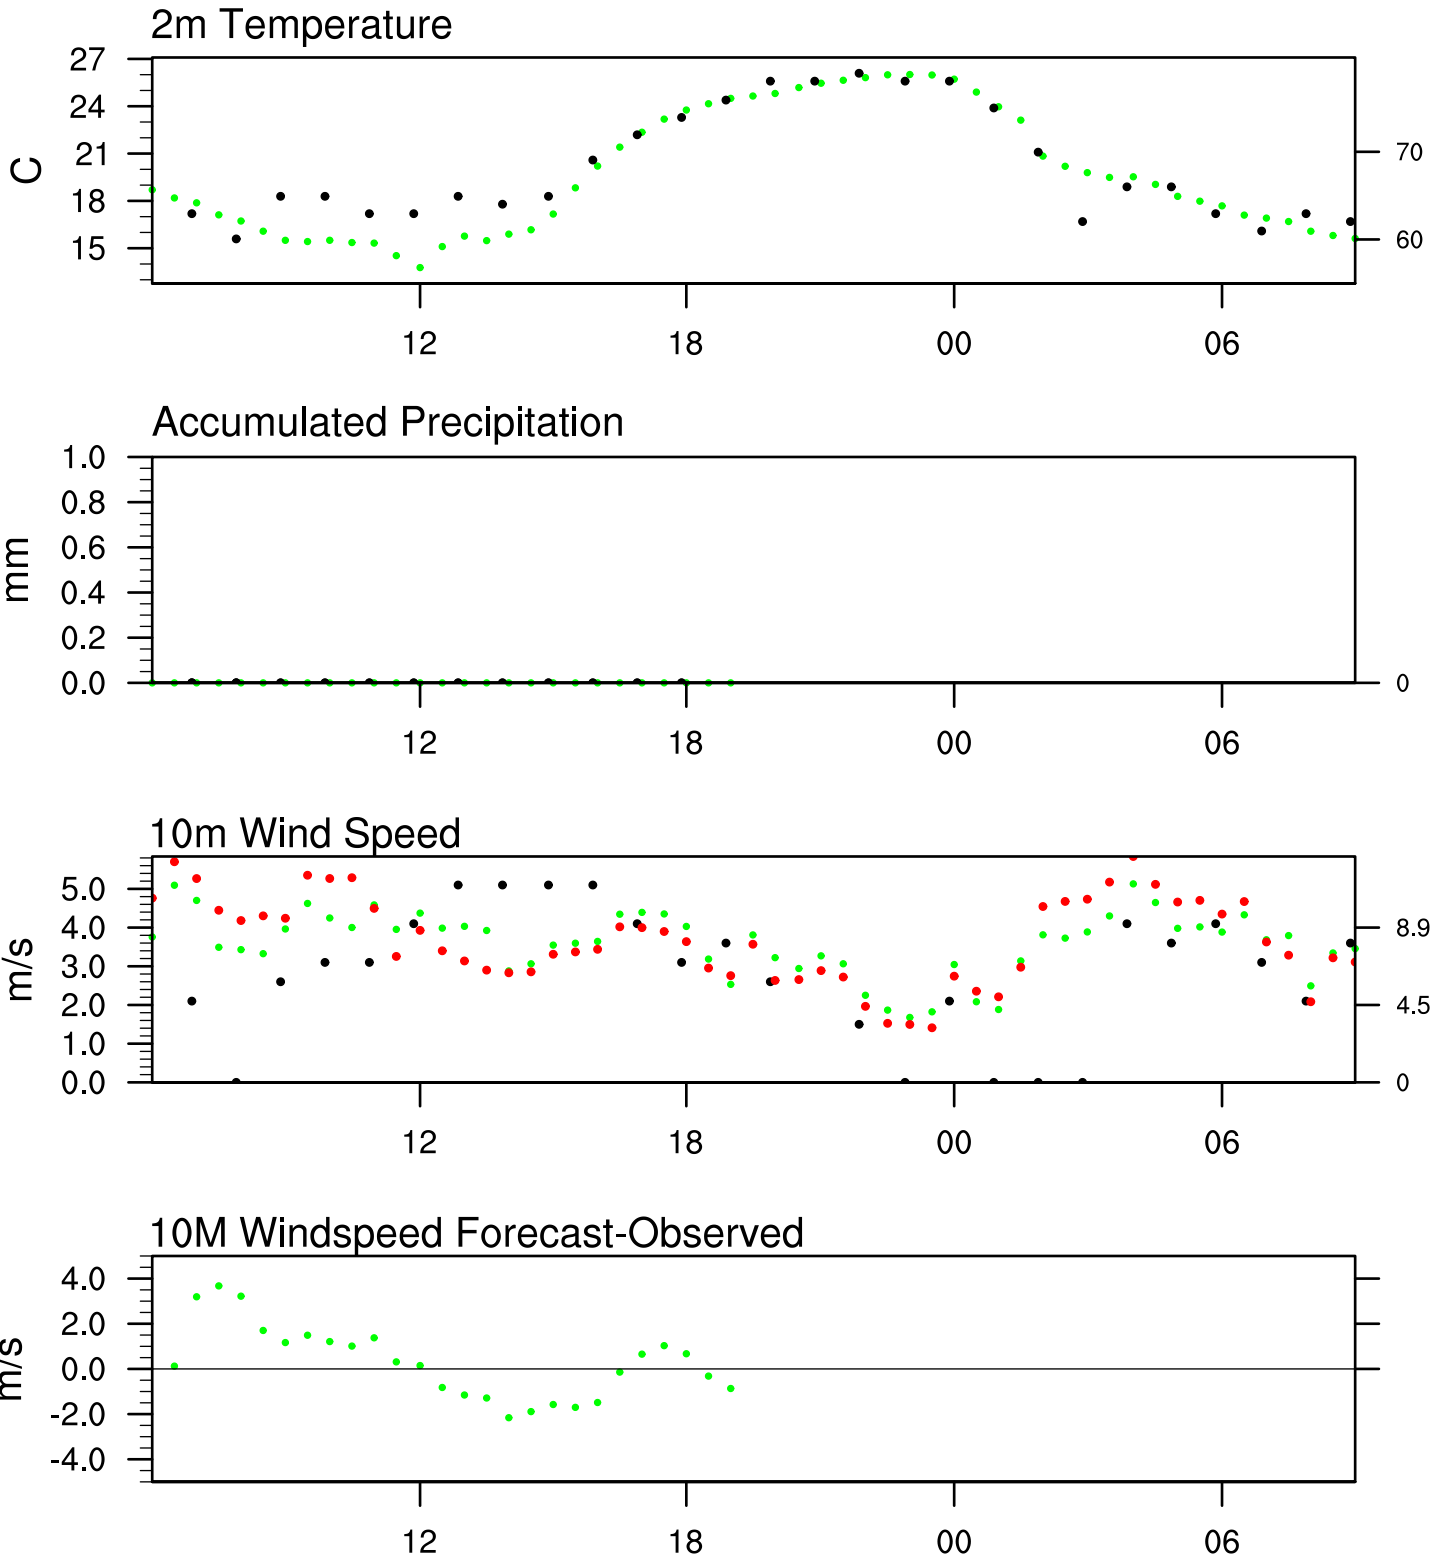 2m Temperature
27
24
21
18
15
C
70
60
12 18 00 06
Accumulated Precipitation
1.0
0.8
0.6
0.4
0.2
0.0
mm
0
12 18 00 06
10m Wind Speed
5.0
4.0
3.0
2.0
1.0
0.0
m/s
8.9
4.5
0
12 18 00 06
10M Windspeed Forecast-Observed
4.0
2.0
0.0
-2.0
-4.0
m/s
12 18 00 06